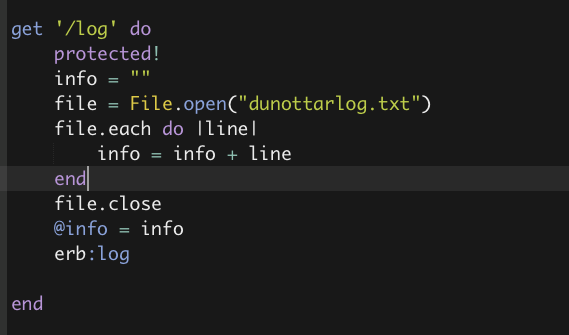 get '/log' do
    protected!
    info = ""
    file = File.open("dunottarlog.txt")
    file.each do |line|
        info = info + line
    end
    file.close
    @info = info
    erb:log
end